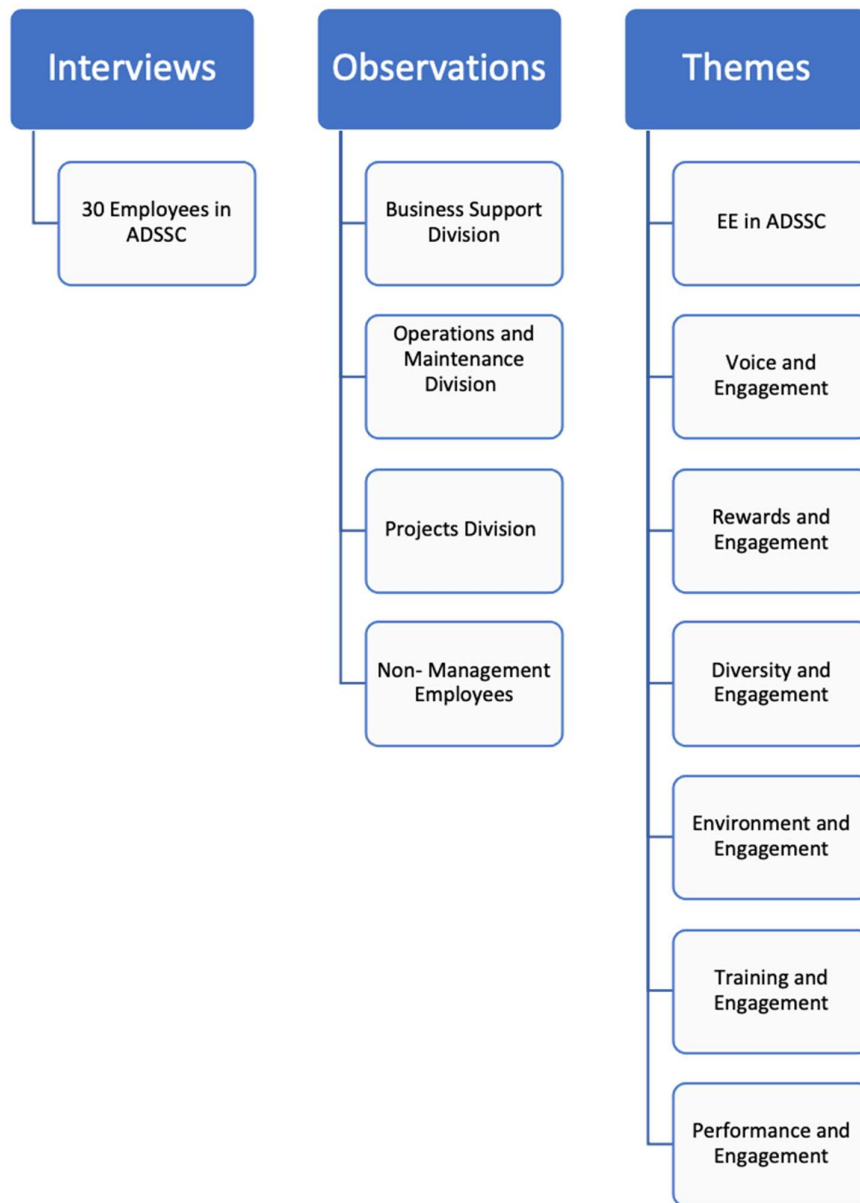 Interviews
30 Employees in
ADSSC
Observations
Business Support
Division
Operations and
Maintenance
Division
Projects Division
Non- Management
Employees
Themes
EE in ADSSC
Voice and
Engagement
Rewards and
Engagement
Diversity and
Engagement
Environment and
Engagement
Training and
Engagement
Performance and
Engagement